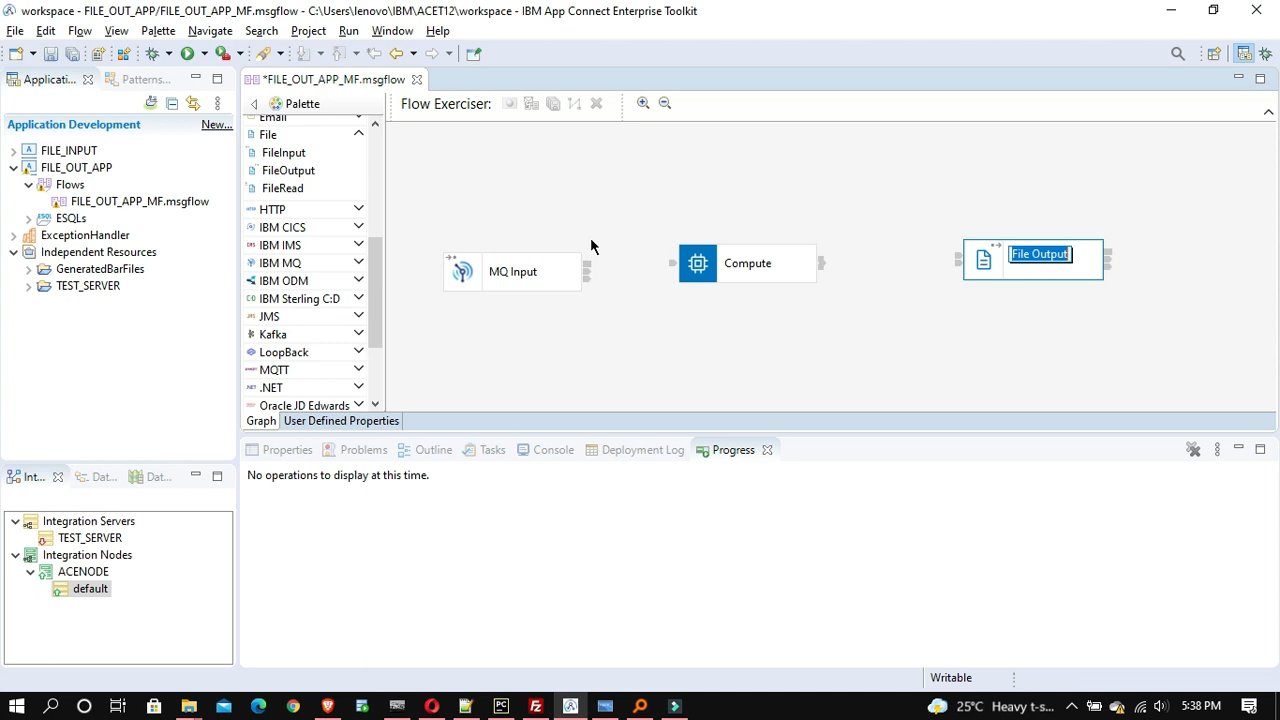 workspace - FILE_OUT_APP/FILE_OUT_APP_MF.msgflow - C:\Users\lenovo\IBM\ACET12\workspace - IBM App Connect Enterprise Toolkit
File Edit Flow View Palette Navigate Search Project Run Window Help
Applicati... Patterns...
*FILE_OUT_APP_MF.msgflow
Palette
Flow Exerciser:
Application Development
New...
FILE_INPUT
FILE_OUT_APP
Flows
FILE_OUT_APP_MF.msgflow
ESQLs
ExceptionHandler
Independent Resources
GeneratedBarFiles
TEST_SERVER
Email
File
FileInput
FileOutput
FileRead
HTTP
IBM CICS
IBM IMS
IBM MQ
IBM ODM
IBM Sterling C:D
JMS
Kafka
LoopBack
MQTT
.NET
Oracle JD Edwards
MQ Input
Compute
File Output
Graph User Defined Properties
Properties Problems Outline Tasks Console Deployment Log Progress
No operations to display at this time.
Int... Dat... Dat...
Integration Servers
TEST_SERVER
Integration Nodes
ACENODE
default
Writable
25°C Heavy t-s... 5:38 PM